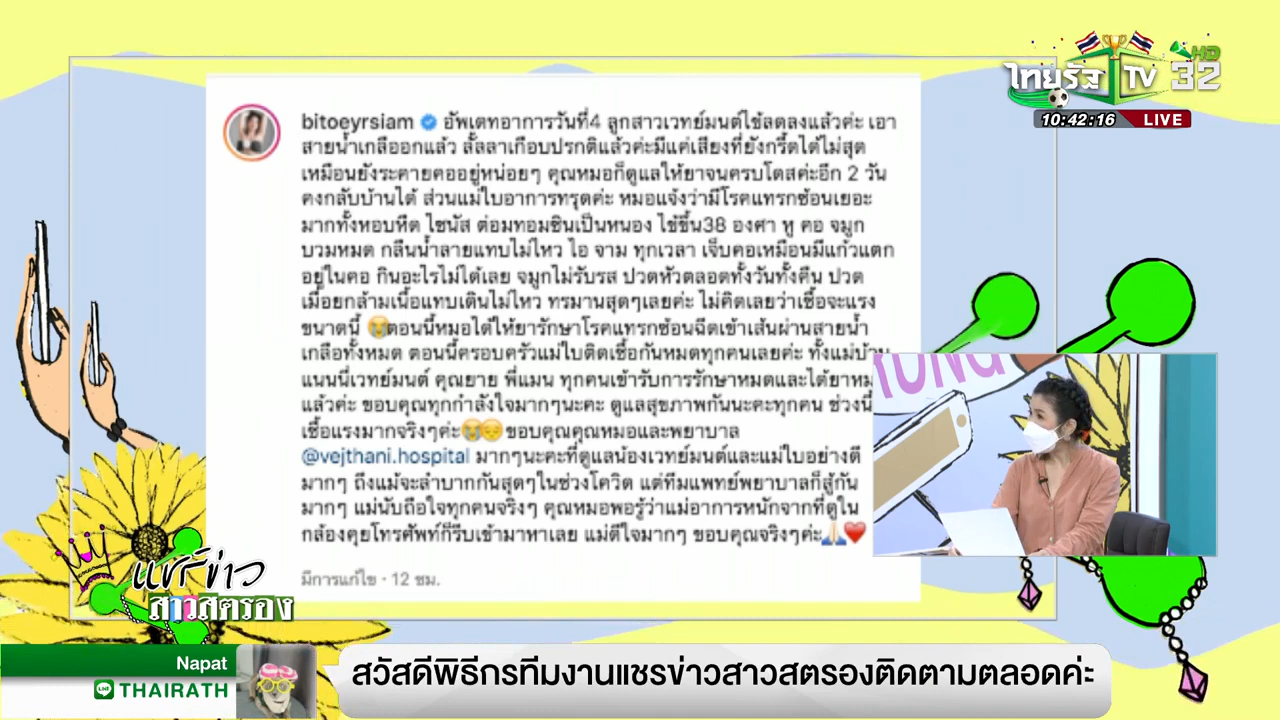 ไทยรัฐ TV 32 HD
10:42:16 LIVE
bitoeyrsiam อัพเดทอาการวันที่4 ลูกสาวเวทย์มนต์ไข้ลดลงแล้วค่ะ เอา
สายน้ำเกลือออกแล้ว ลั้ลลาเกือบปรกติแล้วค่ะมีแค่เสียงที่ยังกรี๊ดได้ไม่สุด
เหมือนยังระคายคออยู่หน่อยๆ คุณหมอก็ดูแลให้ยาจนครบโดสค่ะอีก 2 วัน
คงกลับบ้านได้ ส่วนแม่ใบอาการทรุดค่ะ หมอแจ้งว่ามีโรคแทรกซ้อนเยอะ
มากทั้งหอบหืด ไซนัส ต่อมทอมซินเป็นหนอง ไข้ขึ้น38 องศา หู คอ จมูก
บวมหมด กลืนน้ำลายแทบไม่ไหว ไอ จาม ทุกเวลา เจ็บคอเหมือนมีแก้วแตก
อยู่ในคอ กินอะไรไม่ได้เลย จมูกไม่รับรส ปวดหัวตลอดทั้งวันทั้งคืน ปวด
เมื่อยกล้ามเนื้อแทบเดินไม่ไหว ทรมานสุดๆเลยค่ะ ไม่คิดเลยว่าเชื้อจะแรง
ขนาดนี้ 😭ตอนนี้หมอได้ให้ยารักษาโรคแทรกซ้อนฉีดเข้าเส้นผ่านสายน้ำ
เกลือทั้งหมด ตอนนี้ครอบครัวแม่ใบติดเชื้อกันหมดทุกคนเลยค่ะ ทั้งแม่บ้าน
แนนนี่เวทย์มนต์ คุณยาย พี่แมน ทุกคนเข้ารับการรักษาหมดและได้ยาหม
แล้วค่ะ ขอบคุณทุกกำลังใจมากๆนะคะ ดูแลสุขภาพกันนะคะทุกคน ช่วงนี้
เชื้อแรงมากจริงๆค่ะ😭😔ขอบคุณคุณหมอและพยาบาล
@vejthani.hospital มากๆนะคะที่ดูแลน้องเวทย์มนต์และแม่ใบอย่างดี
มากๆ ถึงแม้จะลำบากกันสุดๆในช่วงโควิด แต่ทีมแพทย์พยาบาลก็สู้กัน
มากๆ แม่นับถือใจทุกคนจริงๆ คุณหมอพอรู้ว่าแม่อาการหนักจากที่ดูใน
กล้องคุยโทรศัพท์ก็รีบเข้ามาหาเลย แม่ดีใจมากๆ ขอบคุณจริงๆค่ะ🙏🏻❤️
มีการแก้ไข · 12 ชม.
แชร์ข่าว
สาวสตรอง
Napat
LINE THAIRATH
สวัสดีพิธีกรทีมงานแชรข่าวสาวสตรองติดตามตลอดค่ะ